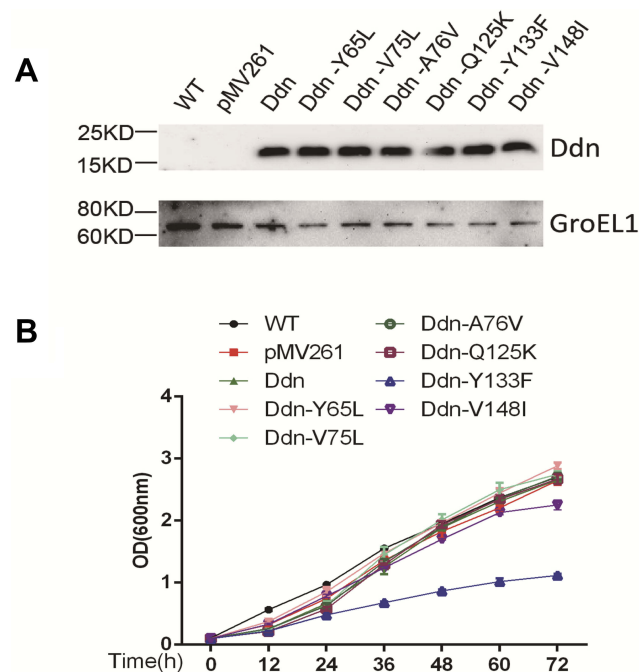 A
WT
pMV261
Ddn
Ddn -Y65L
Ddn -V75L
Ddn -A76V
Ddn -Q125K
Ddn -Y133F
Ddn -V148I
25KD
15KD
Ddn
80KD
60KD
GroEL1
B
WT
pMV261
Ddn
Ddn-Y65L
Ddn-V75L
Ddn-A76V
Ddn-Q125K
Ddn-Y133F
Ddn-V148I
OD(600nm)
4
3
2
1
0
Time(h) 0 12 24 36 48 60 72